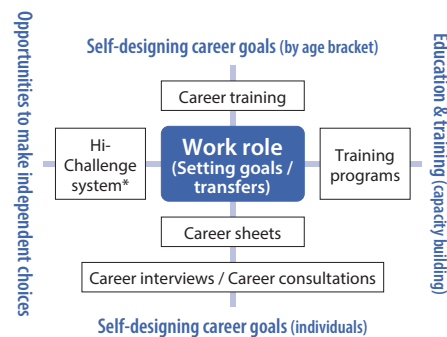 Self-designing career goals (by age bracket)
Opportunities to make independent choices
Education & training (capacity building)
Career training
Hi-
Challenge
system*
Work role
(Setting goals /
transfers)
Training
programs
Career sheets
Career interviews / Career consultations
Self-designing career goals (individuals)